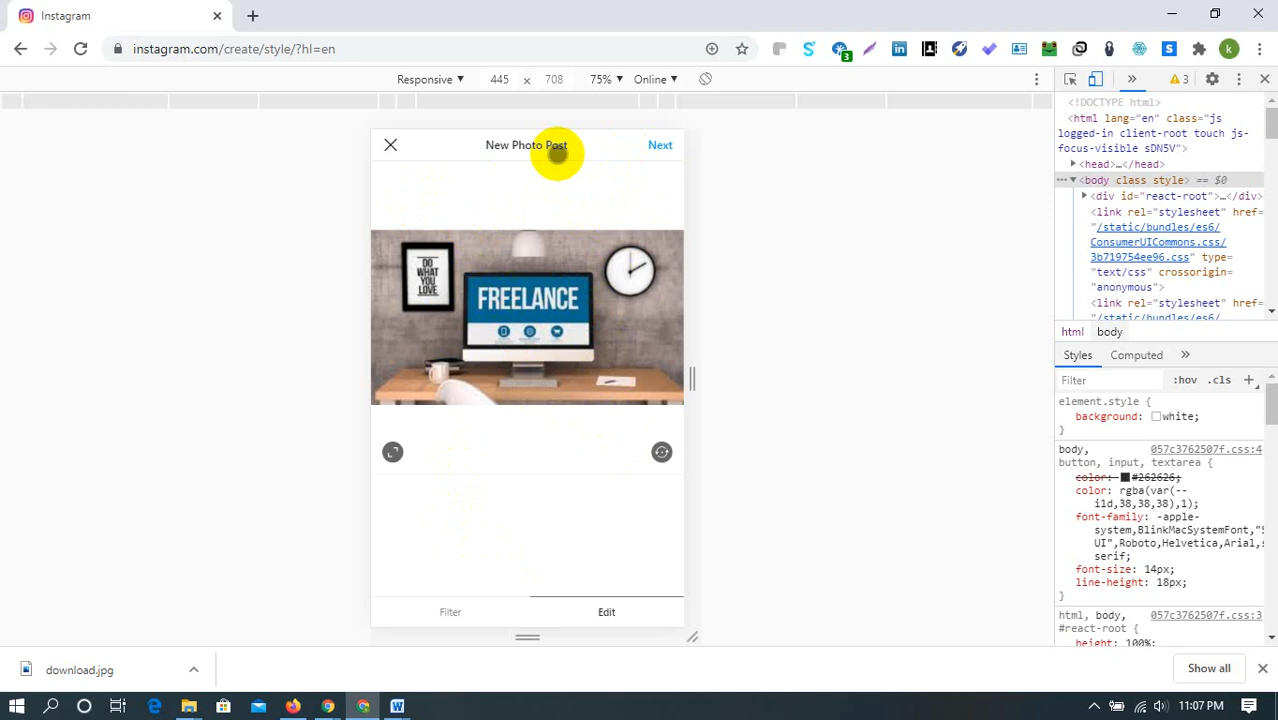 Instagram
instagram.com/create/style/?hl=en
3
k
Responsive
445 × 708
75%
Online
3
New Photo Post
Next
DO
WHAT
YOU
LOVE
FREELANCE
Filter
Edit
<!DOCTYPE html>
<html lang="en" class="js
logged-in client-root touch js-
focus-visible sDN5V">
<head>…</head>
<body class style> == $0
<div id="react-root">…</div>
<link rel="stylesheet" href=
"/static/bundles/es6/
ConsumerUICommons.css/
3b719754ee96.css" type=
"text/css" crossorigin=
"anonymous">
<link rel="stylesheet" href=
"/static/bundles/es6/
html body
Styles Computed
Filter :hov .cls
element.style {
background: white;
}
body, 057c3762507f.css:4
button, input, textarea {
color: #262626;
color: rgba(var(--
i1d,38,38,38),1);
font-family: -apple-
system,BlinkMacSystemFont,"S
UI",Roboto,Helvetica,Arial,s
serif;
font-size: 14px;
line-height: 18px;
}
html, body, 057c3762507f.css:3
#react-root {
height: 100%;
download.jpg
Show all
11:07 PM